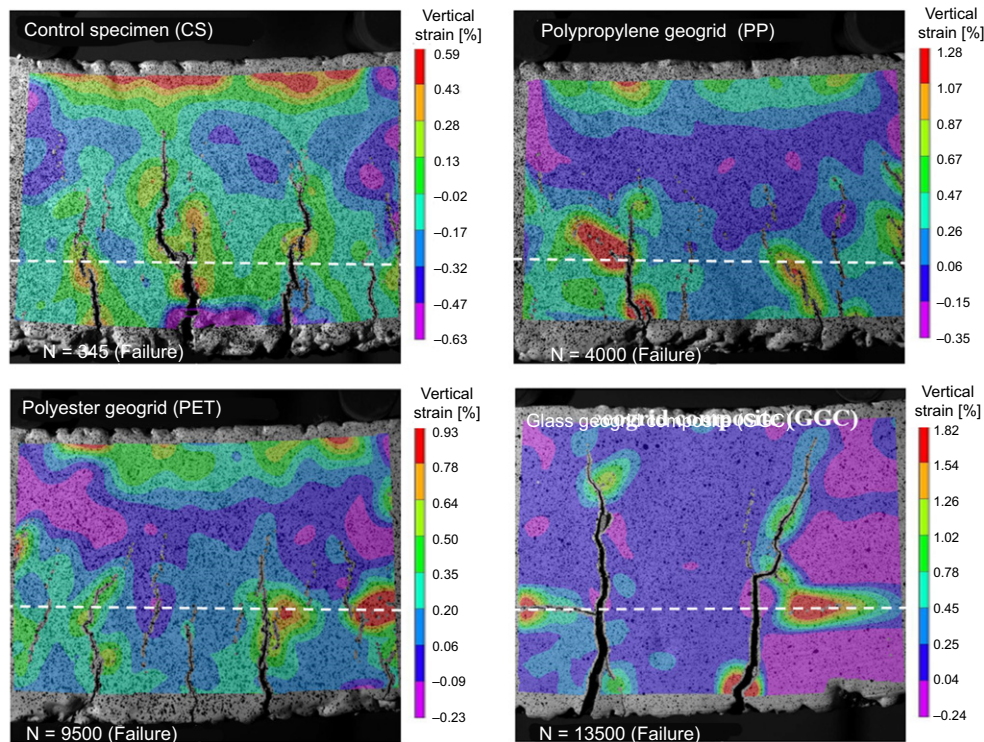 Control specimen (CS)
N = 345 (Failure)
Vertical
strain [%]
0.59
0.43
0.28
0.13
–0.02
–0.17
–0.32
–0.47
–0.63
Polypropylene geogrid (PP)
N = 4000 (Failure)
Vertical
strain [%]
1.28
1.07
0.87
0.67
0.47
0.26
0.06
–0.15
–0.35
Polyester geogrid (PET)
N = 9500 (Failure)
Vertical
strain [%]
0.93
0.78
0.64
0.50
0.35
0.20
0.06
–0.09
–0.23
Glass geogrid composite (GGC)
N = 13500 (Failure)
Vertical
strain [%]
1.82
1.54
1.26
1.02
0.78
0.45
0.25
0.04
–0.24